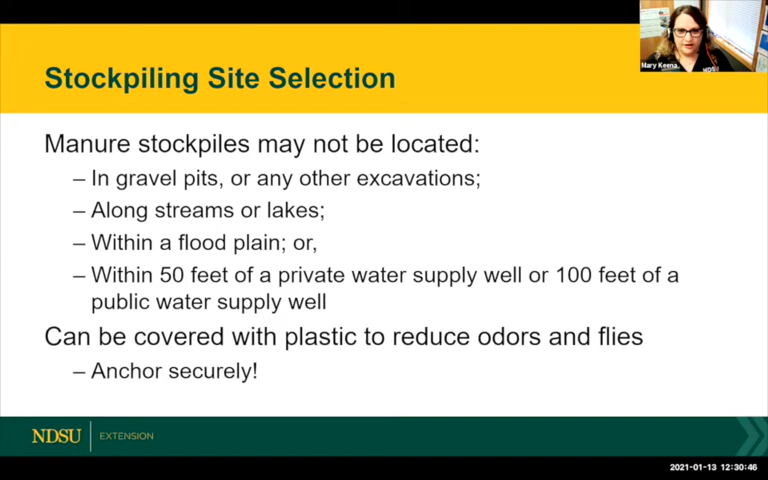 Mary Keena
NDSU
Stockpiling Site Selection
Manure stockpiles may not be located:
– In gravel pits, or any other excavations;
– Along streams or lakes;
– Within a flood plain; or,
– Within 50 feet of a private water supply well or 100 feet of a
public water supply well
Can be covered with plastic to reduce odors and flies
– Anchor securely!
NDSU EXTENSION
2021-01-13 12:30:46